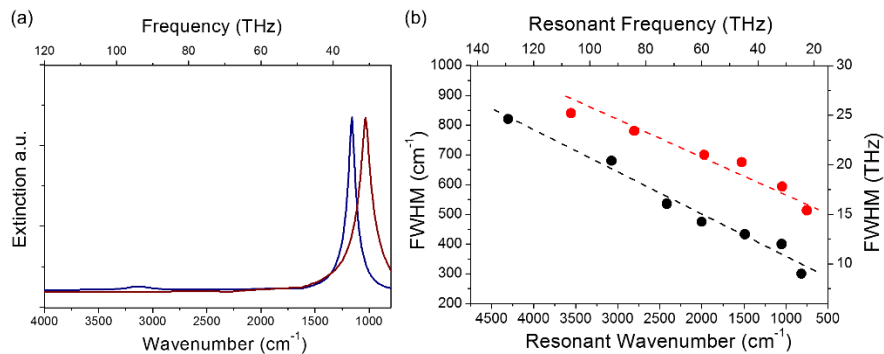 (a)
Frequency (THz)
120 100 80 60 40 20
Extinction a.u.
4000 3000 2500 2000 1500 1000
Wavenumber (cm-1)
(b)
Resonant Frequency (THz)
140 120 100 80 60 40 20
1000
900
800
700
600
500
400
300
200
FWHM (cm-1)
30
25
20
15
10
FWHM (THz)
4500 4000 3500 3000 2500 2000 1500 1000 500
Resonant Wavenumber (cm-1)